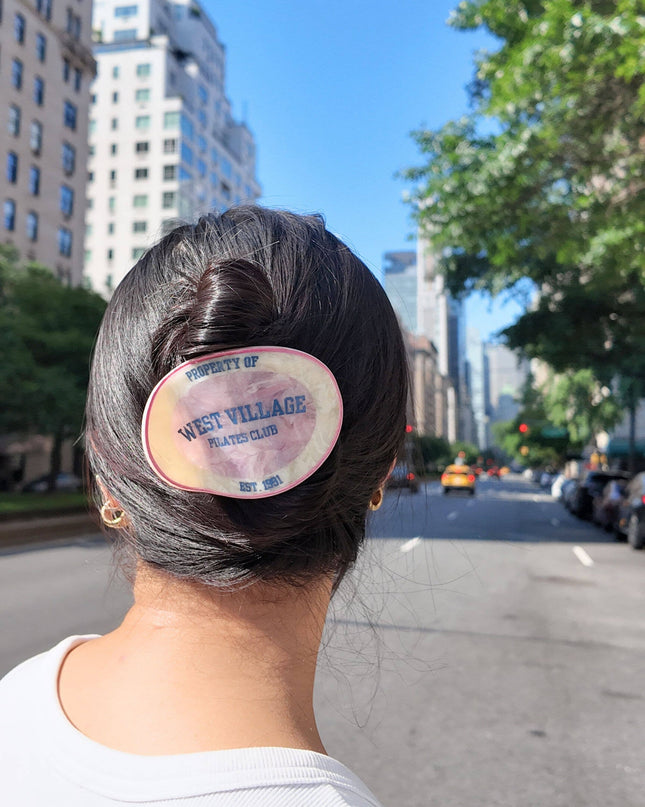 PROPERTY OF
WEST VILLAGE
PILATES CLUB
EST. 1981